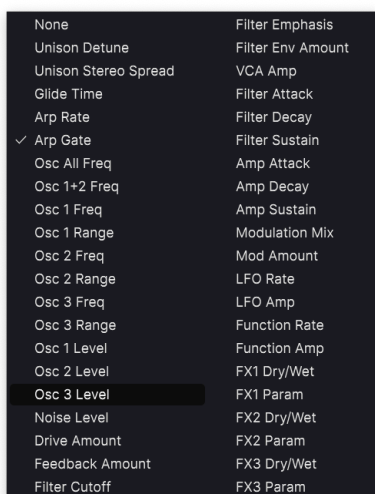 None
Unison Detune
Unison Stereo Spread
Glide Time
Arp Rate
Arp Gate
Osc All Freq
Osc 1+2 Freq
Osc 1 Freq
Osc 1 Range
Osc 2 Freq
Osc 2 Range
Osc 3 Freq
Osc 3 Range
Osc 1 Level
Osc 2 Level
Osc 3 Level
Noise Level
Drive Amount
Feedback Amount
Filter Cutoff
Filter Emphasis
Filter Env Amount
VCA Amp
Filter Attack
Filter Decay
Filter Sustain
Amp Attack
Amp Decay
Amp Sustain
Modulation Mix
Mod Amount
LFO Rate
LFO Amp
Function Rate
Function Amp
FX1 Dry/Wet
FX1 Param
FX2 Dry/Wet
FX2 Param
FX3 Dry/Wet
FX3 Param